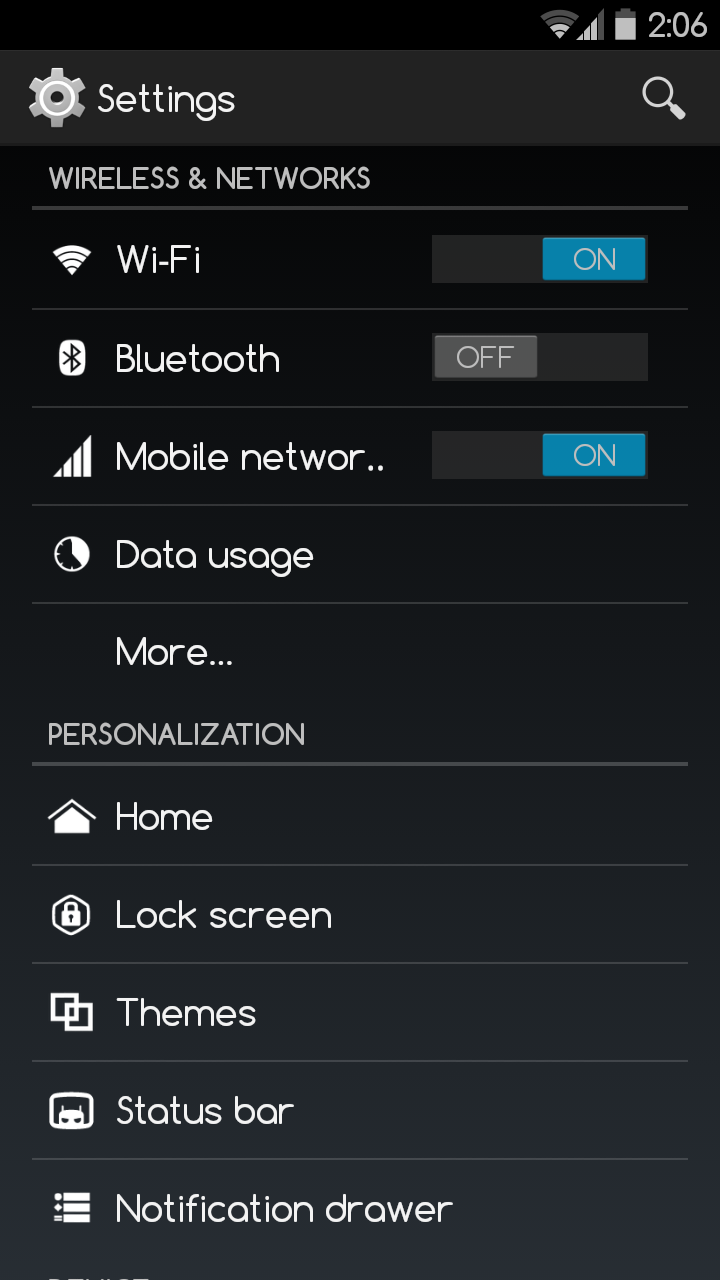 2:06
Settings
WIRELESS & NETWORKS
Wi-Fi
ON
Bluetooth
OFF
Mobile networ..
ON
Data usage
More...
PERSONALIZATION
Home
Lock screen
Themes
Status bar
Notification drawer